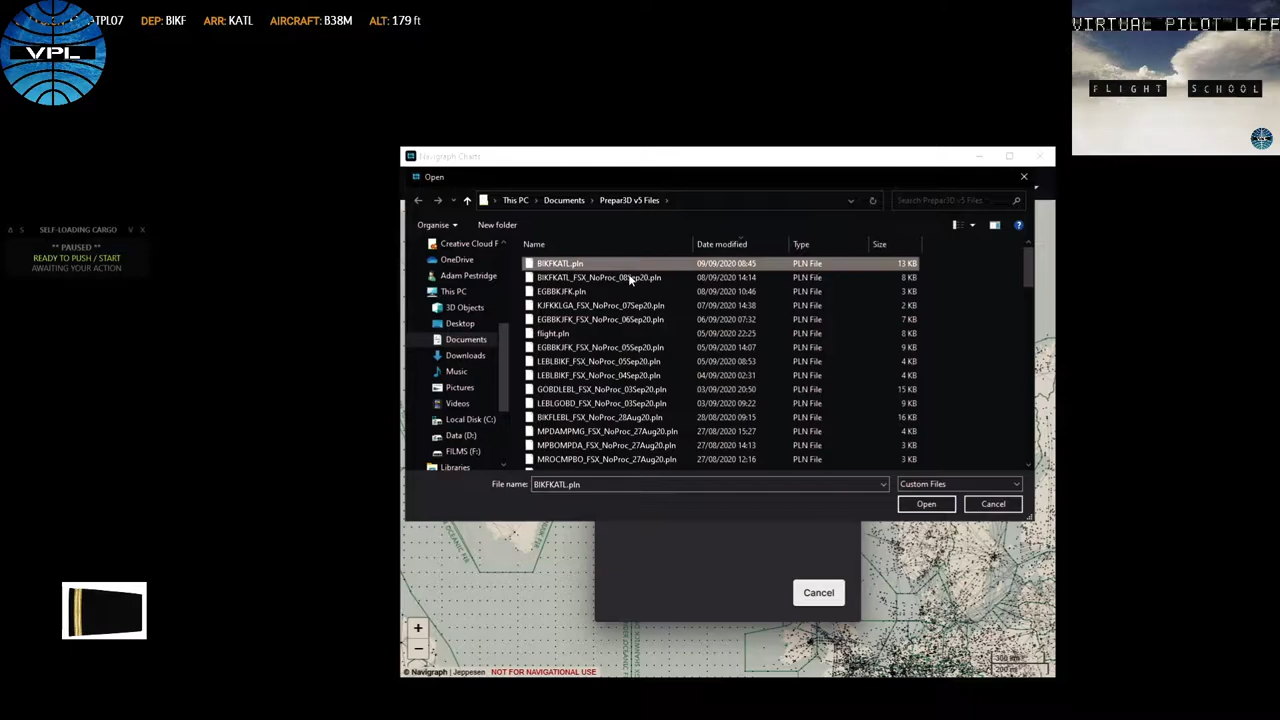 TPL07 DEP: BIKF ARR: KATL AIRCRAFT: B38M ALT: 179 ft
VPL
VIRTUAL PILOT LIFE
FLIGHT SCHOOL
A S SELF-LOADING CARGO V X
** PAUSED **
READY TO PUSH / START
AWAITING YOUR ACTION
Navigraph Charts
Open
This PC > Documents > Prepar3D v5 Files >
Search Prepar3D v5 Files
Organise New folder
Name Date modified Type Size
Creative Cloud F
OneDrive
Adam Pestridge
This PC
3D Objects
Desktop
Documents
Downloads
Music
Pictures
Videos
Local Disk (C:)
Data (D:)
FILMS (F:)
Libraries
BIKFKATL.pln 09/09/2020 08:45 PLN File 13 KB
BIKFKATL_FSX_NoProc_08Sep20.pln 08/09/2020 14:14 PLN File 8 KB
EGBBKJFK.pln 08/09/2020 10:46 PLN File 3 KB
KJFKKLGA_FSX_NoProc_07Sep20.pln 07/09/2020 14:38 PLN File 2 KB
EGBBKJFK_FSX_NoProc_06Sep20.pln 06/09/2020 07:32 PLN File 7 KB
flight.pln 05/09/2020 22:25 PLN File 8 KB
EGBBKJFK_FSX_NoProc_05Sep20.pln 05/09/2020 14:07 PLN File 9 KB
LEBLBIKF_FSX_NoProc_05Sep20.pln 05/09/2020 08:53 PLN File 4 KB
LEBLBIKF_FSX_NoProc_04Sep20.pln 04/09/2020 02:31 PLN File 4 KB
GOBDLEBL_FSX_NoProc_03Sep20.pln 03/09/2020 20:50 PLN File 15 KB
LEBLGOBD_FSX_NoProc_03Sep20.pln 03/09/2020 09:22 PLN File 9 KB
BIKFLEBL_FSX_NoProc_28Aug20.pln 28/08/2020 09:15 PLN File 16 KB
MPDAMPMG_FSX_NoProc_27Aug20.pln 27/08/2020 15:27 PLN File 4 KB
MPBOMPDA_FSX_NoProc_27Aug20.pln 27/08/2020 14:13 PLN File 3 KB
MROCMPBO_FSX_NoProc_27Aug20.pln 27/08/2020 12:16 PLN File 3 KB
File name: BIKFKATL.pln Custom Files
Open Cancel
Cancel
+
−
© Navigraph | Jeppesen NOT FOR NAVIGATIONAL USE